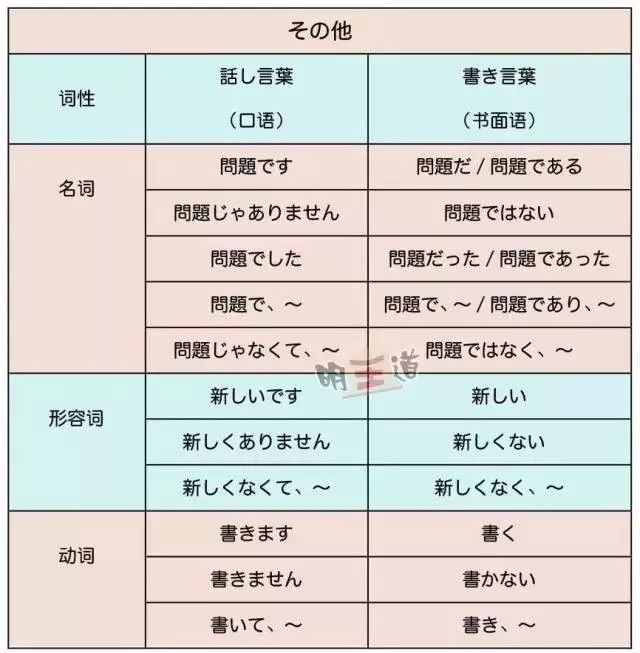 その他
词性
話し言葉
（口语）
書き言葉
（书面语）
名词
問題です
問題だ / 問題である
問題じゃありません
問題ではない
問題でした
問題だった / 問題であった
問題で、～
問題で、～ / 問題であり、～
問題じゃなくて、～
問題ではなく、～
明王道
形容词
新しいです
新しい
新しくありません
新しくない
新しくなくて、～
新しくなく、～
动词
書きます
書く
書きません
書かない
書いて、～
書き、～